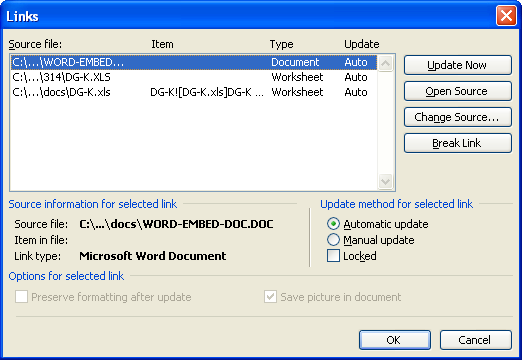 Links
Source file: Item Type Update
C:\...\WORD-EMBED... Document Auto
C:\...\314\DG-K.XLS Worksheet Auto
C:\...\docs\DG-K.xls DG-K![DG-K.xls]DG-K ... Worksheet Auto
Update Now
Open Source
Change Source...
Break Link
Source information for selected link
Source file: C:\...\docs\WORD-EMBED-DOC.DOC
Item in file:
Link type: Microsoft Word Document
Update method for selected link
Automatic update
Manual update
Locked
Options for selected link
Preserve formatting after update
Save picture in document
OK
Cancel